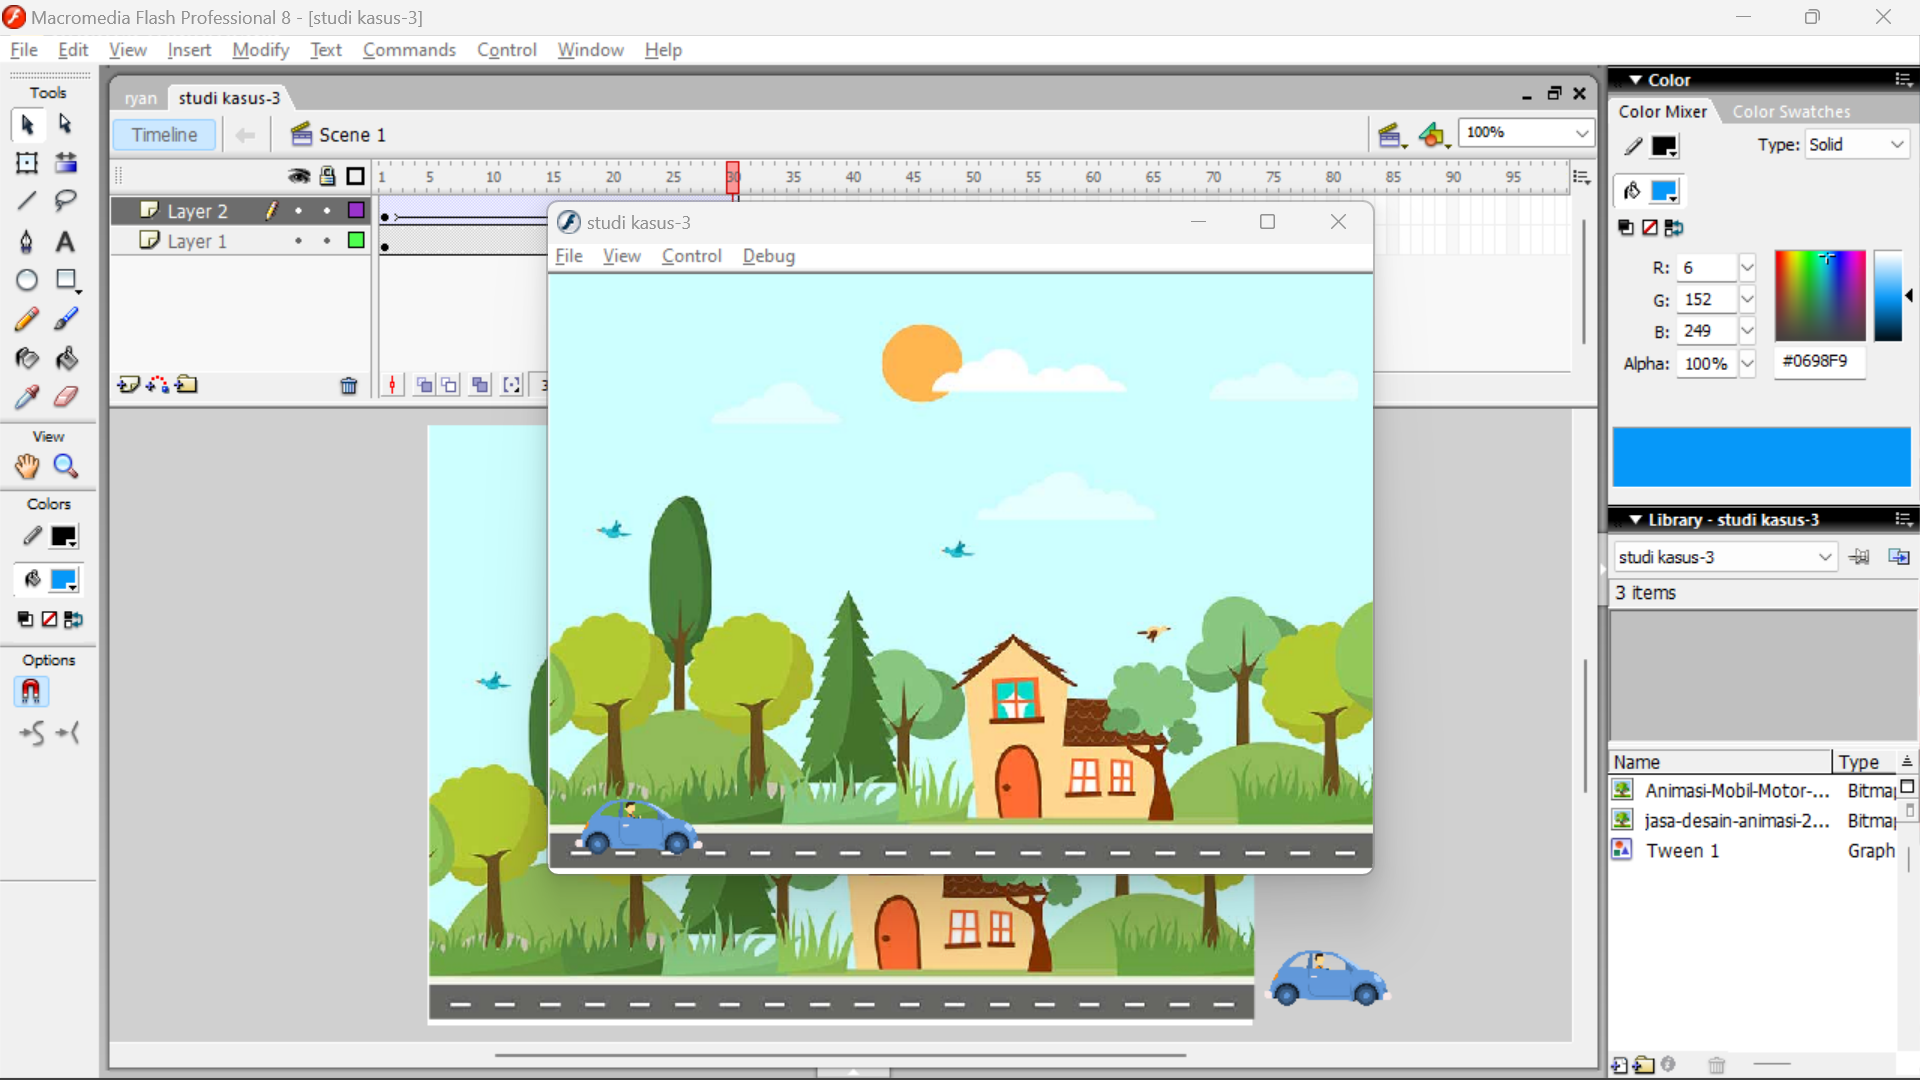 Macromedia Flash Professional 8 - [studi kasus-3]
File Edit View Insert Modify Text Commands Control Window Help
Tools
ryan studi kasus-3
Timeline
Scene 1
100%
1 5 10 15 20 25 30 35 40 45 50 55 60 65 70 75 80 85 90 95
Layer 2
Layer 1
studi kasus-3
File View Control Debug
View
Colors
Options
Color
Color Mixer Color Swatches
Type: Solid
R: 6
G: 152
B: 249
Alpha: 100%
#0698F9
Library - studi kasus-3
studi kasus-3
3 items
Name Type
Animasi-Mobil-Motor-...
jasa-desain-animasi-2...
Tween 1 Graph